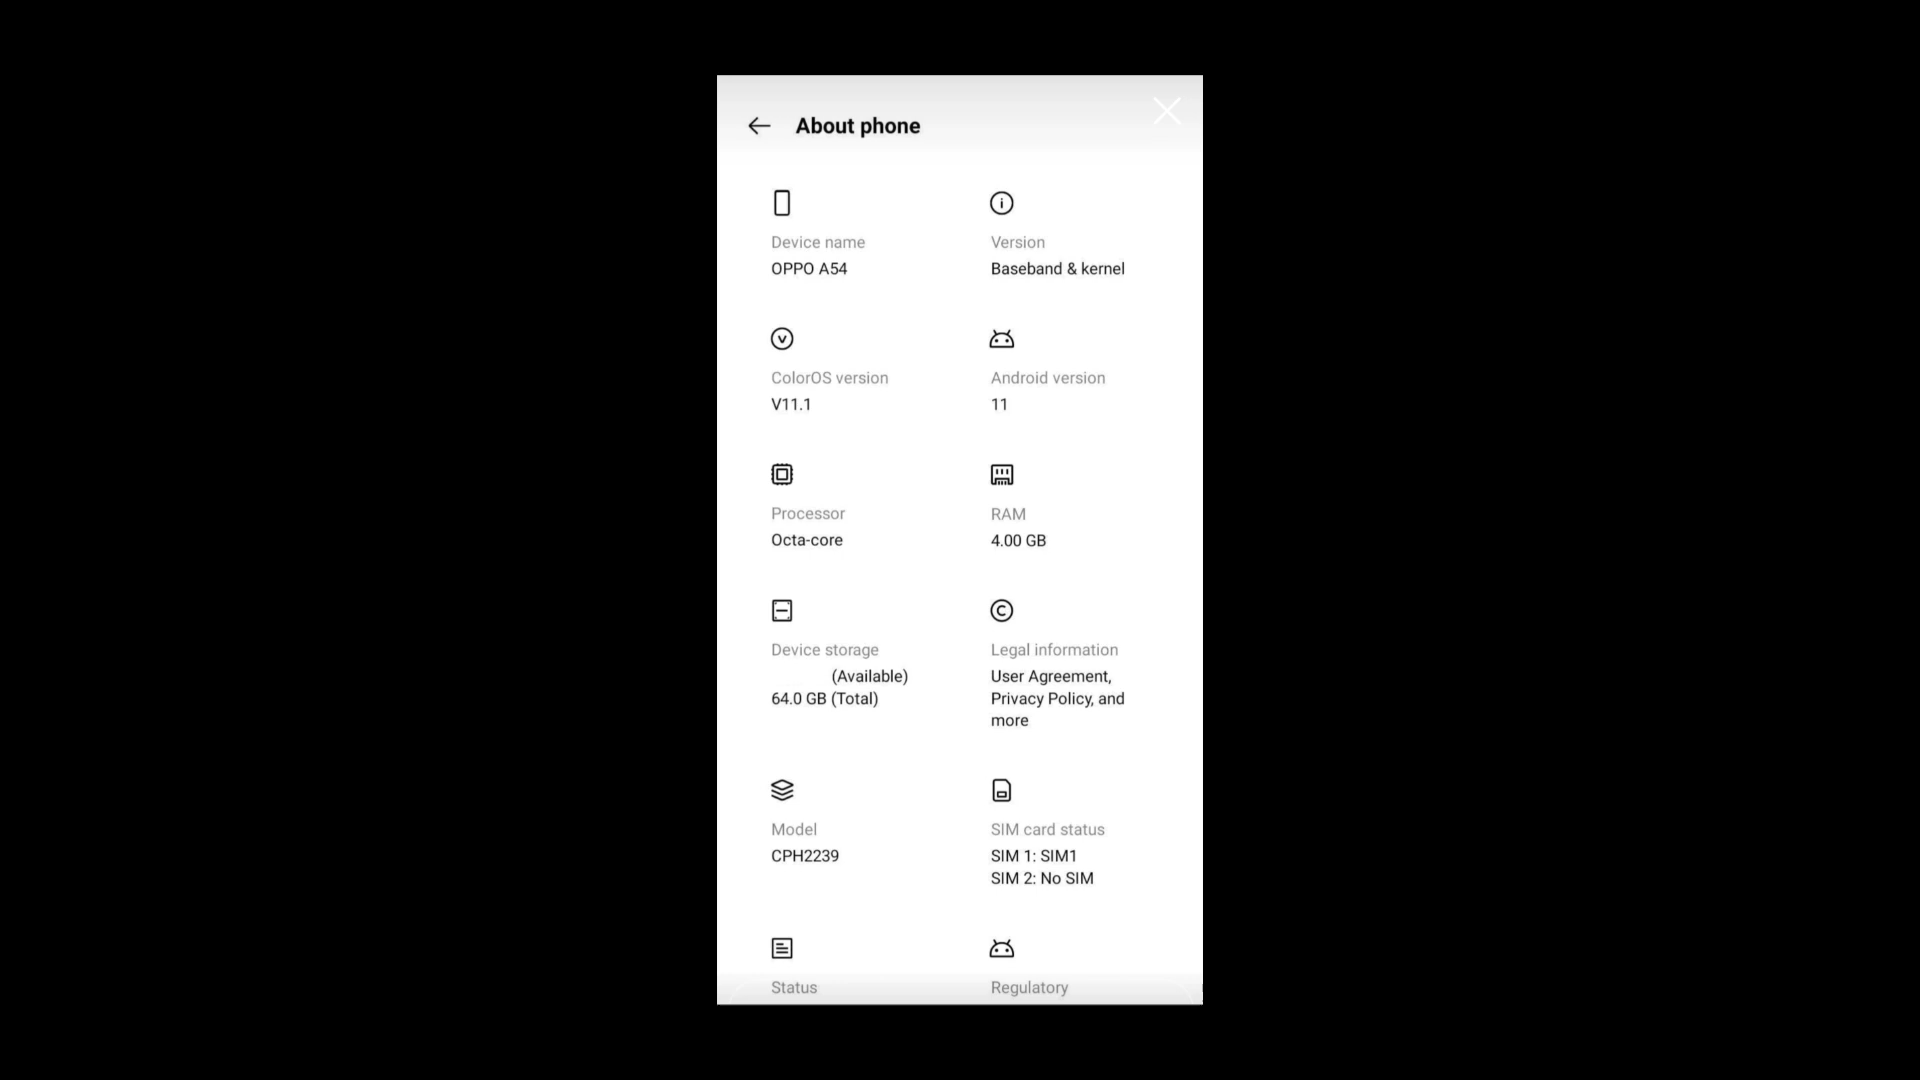 About phone
Device name
OPPO A54
Version
Baseband & kernel
ColorOS version
V11.1
Android version
11
Processor
Octa-core
RAM
4.00 GB
Device storage
(Available)
64.0 GB (Total)
Legal information
User Agreement,
Privacy Policy, and
more
Model
CPH2239
SIM card status
SIM 1: SIM1
SIM 2: No SIM
Status
Regulatory